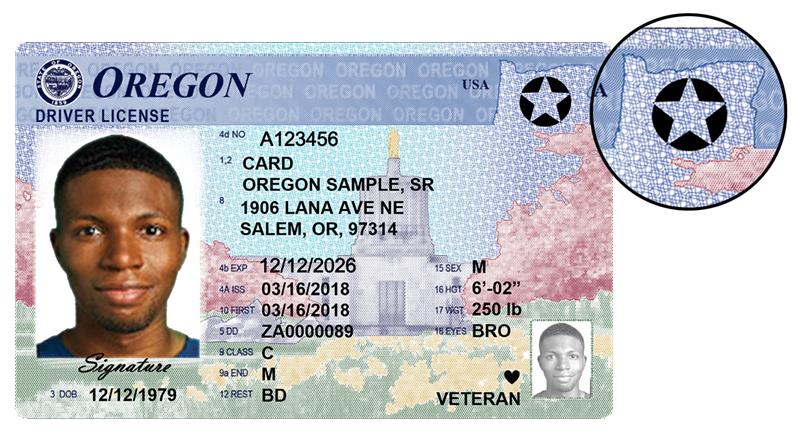 OREGON
USA
DRIVER LICENSE
4d NO A123456
1,2 CARD
OREGON SAMPLE, SR
8 1906 LANA AVE NE
SALEM, OR, 97314
4b EXP 12/12/2026 15 SEX M
4A ISS 03/16/2018 16 HGT 6'-02"
10 FIRST 03/16/2018 17 WGT 250 lb
5 DD ZA0000089 18 EYES BRO
9 CLASS C
Signature
9a END M
3 DOB 12/12/1979 12 REST BD
VETERAN